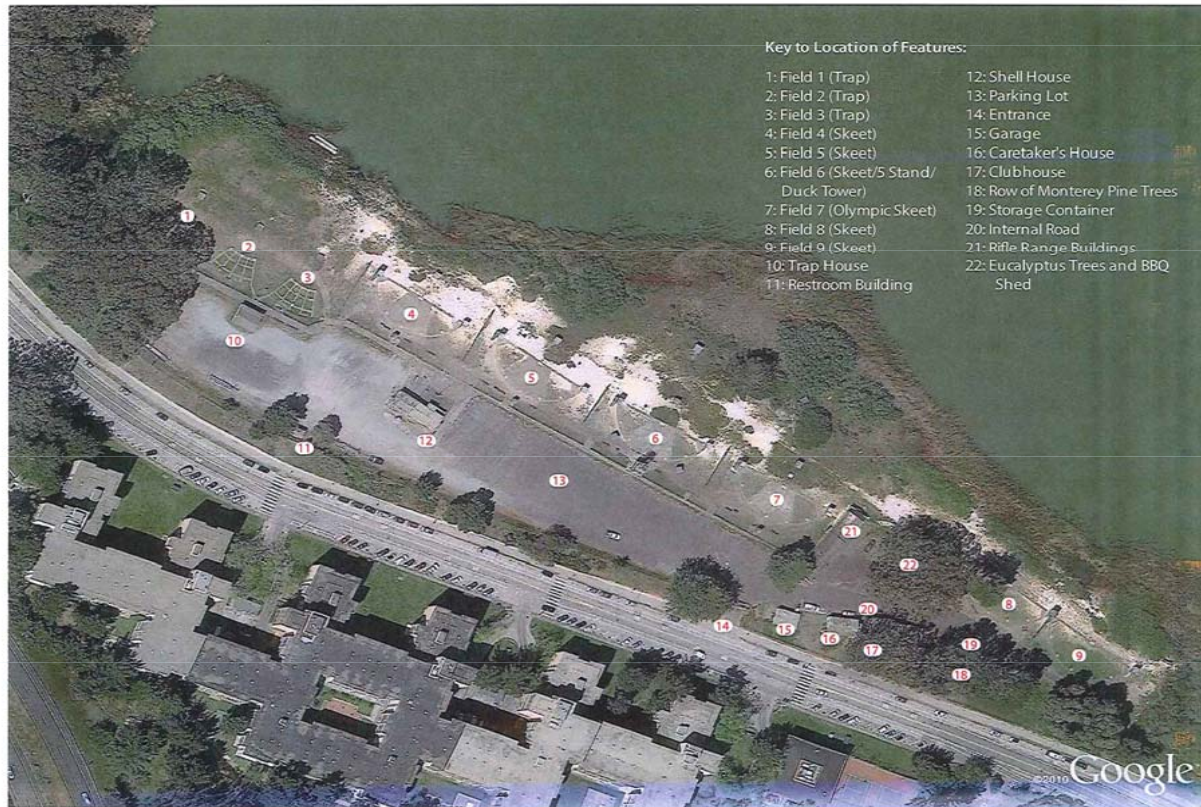 Key to Location of Features:
1: Field 1 (Trap)
2: Field 2 (Trap)
3: Field 3 (Trap)
4: Field 4 (Skeet)
5: Field 5 (Skeet)
6: Field 6 (Skeet/5 Stand/
Duck Tower)
7: Field 7 (Olympic Skeet)
8: Field 8 (Skeet)
9: Field 9 (Skeet)
10: Trap House
11: Restroom Building
12: Shell House
13: Parking Lot
14: Entrance
15: Garage
16: Caretaker's House
17: Clubhouse
18: Row of Monterey Pine Trees
19: Storage Container
20: Internal Road
21: Rifle Range Buildings
22: Eucalyptus Trees and BBQ
Shed
1
2
3
4
5
10
6
12
11
13
7
21
22
8
20
14
15
16
17
19
9
18
©2010 Google